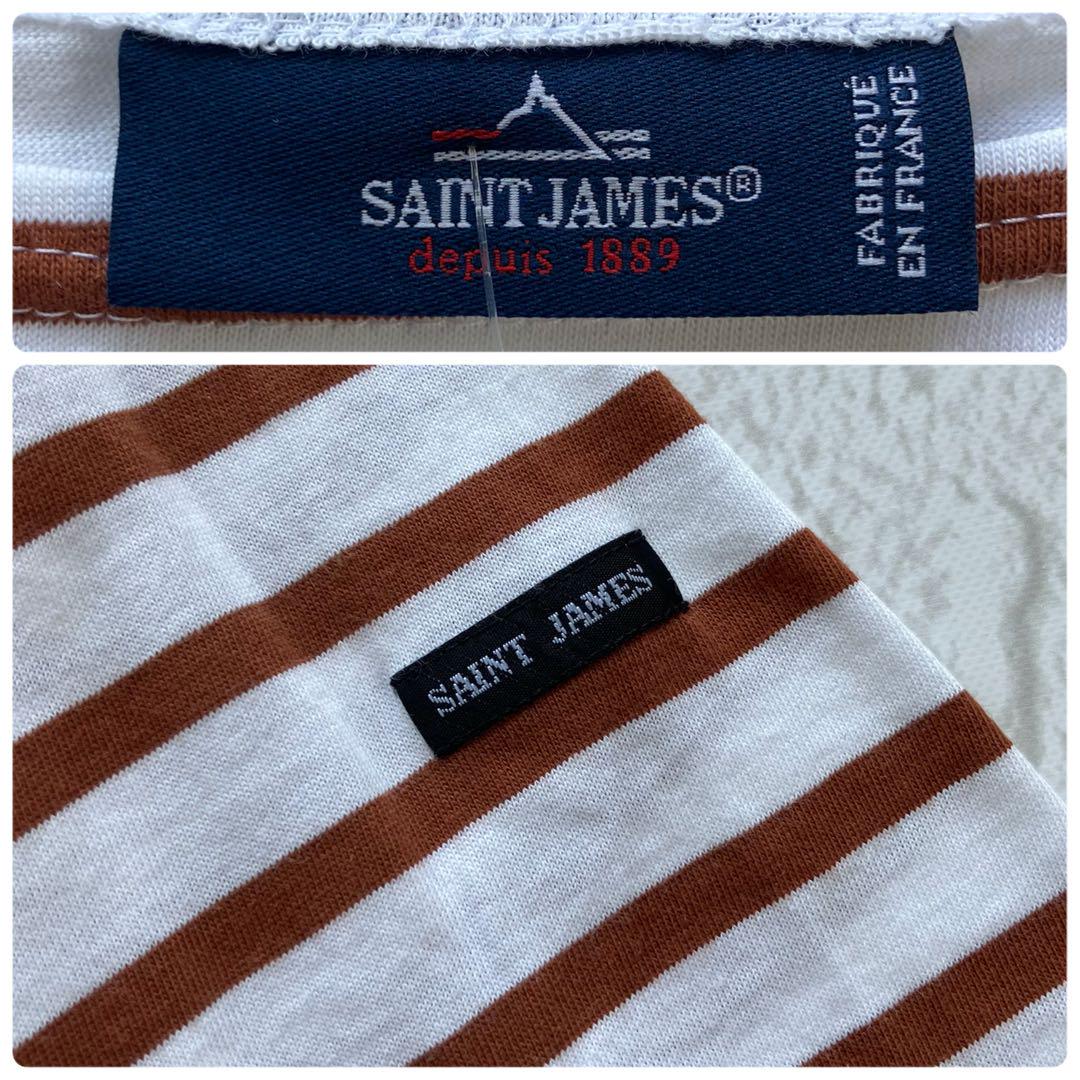 SAINT JAMES®
depuis 1889
FABRIQUÉ
EN FRANCE
SAINT JAMES